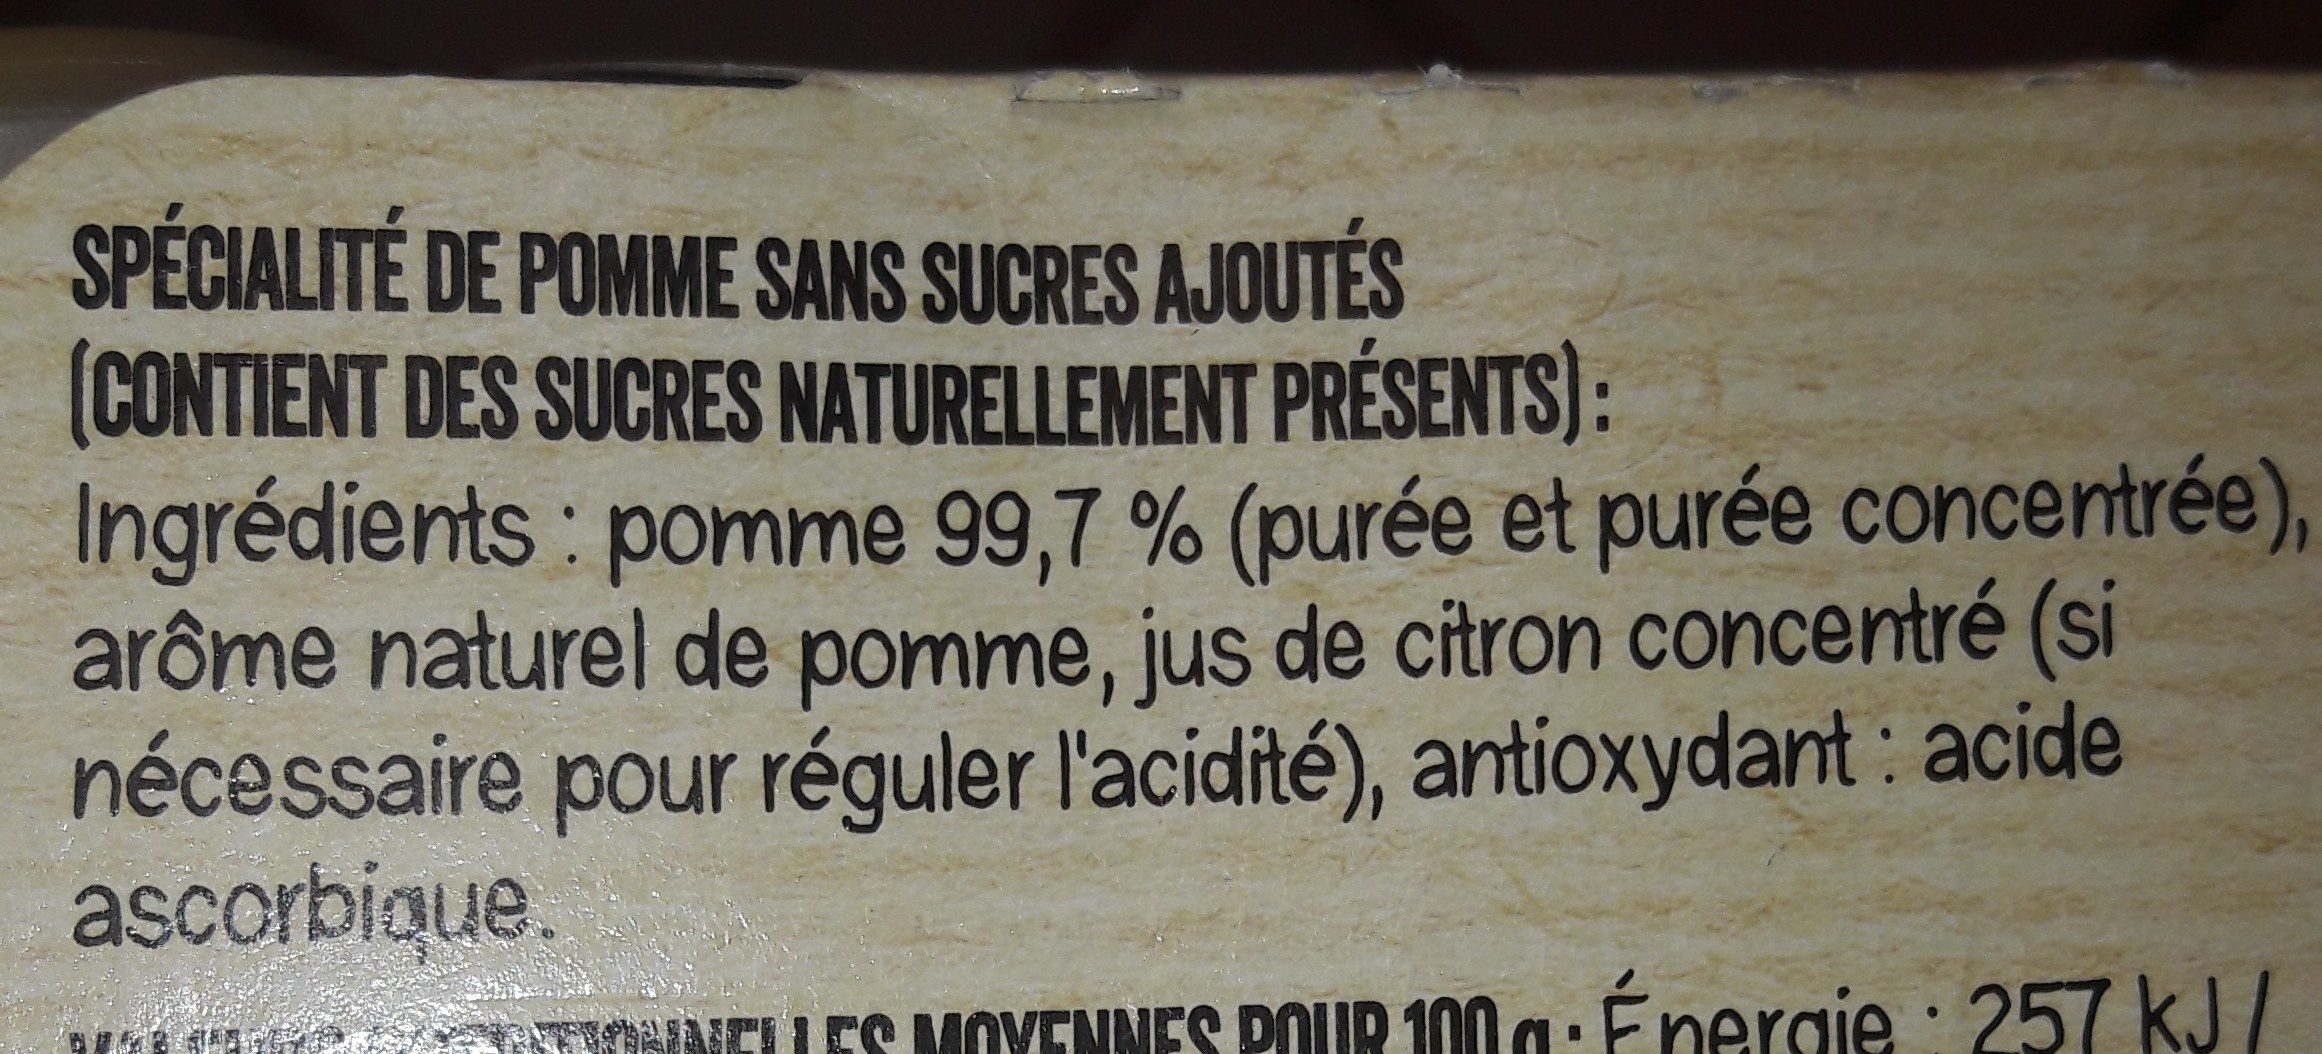 SPÉCIALITÉ DE POMME SANS SUCRES AJOUTÉS
(CONTIENT DES SUCRES NATURELLEMENT PRÉSENTS) :
Ingrédients : pomme 99,7 % (purée et purée concentrée),
arôme naturel de pomme, jus de citron concentré (si
nécessaire pour réguler l'acidité), antioxydant : acide
ascorbique.
MOYENNES POUR 100 g : Énergie : 257 kJ /